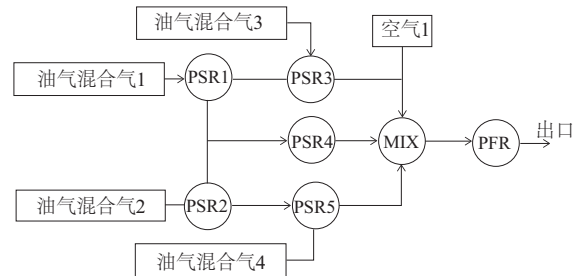 油气混合气3
空气1
油气混合气1
PSR1
PSR3
PSR4
MIX
PFR
出口
油气混合气2
PSR2
PSR5
油气混合气4